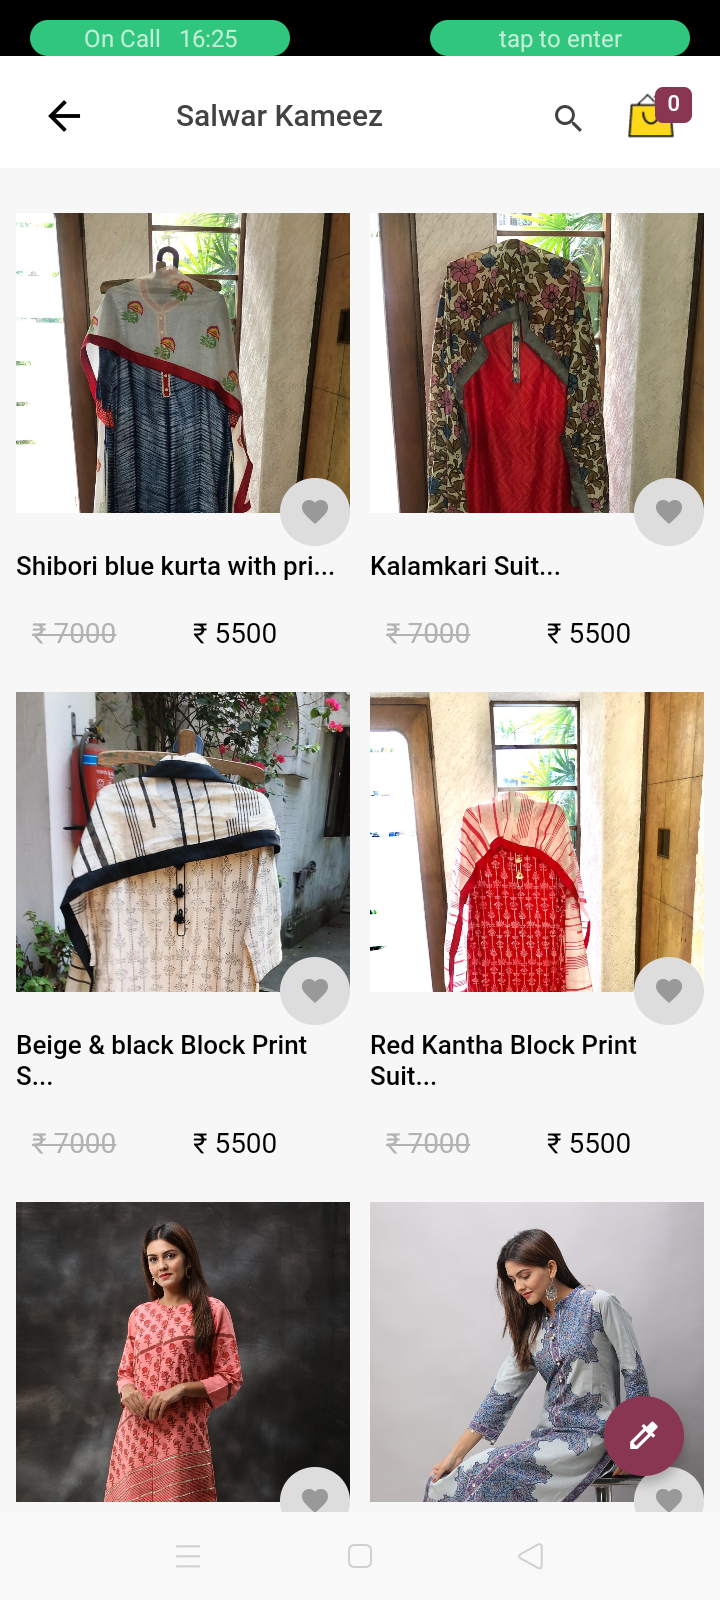 On Call 16:25
tap to enter
Salwar Kameez
0
Shibori blue kurta with pri...
Kalamkari Suit...
₹ 7000 ₹ 5500
₹ 7000 ₹ 5500
Beige & black Block Print
S...
Red Kantha Block Print
Suit...
₹ 7000 ₹ 5500
₹ 7000 ₹ 5500